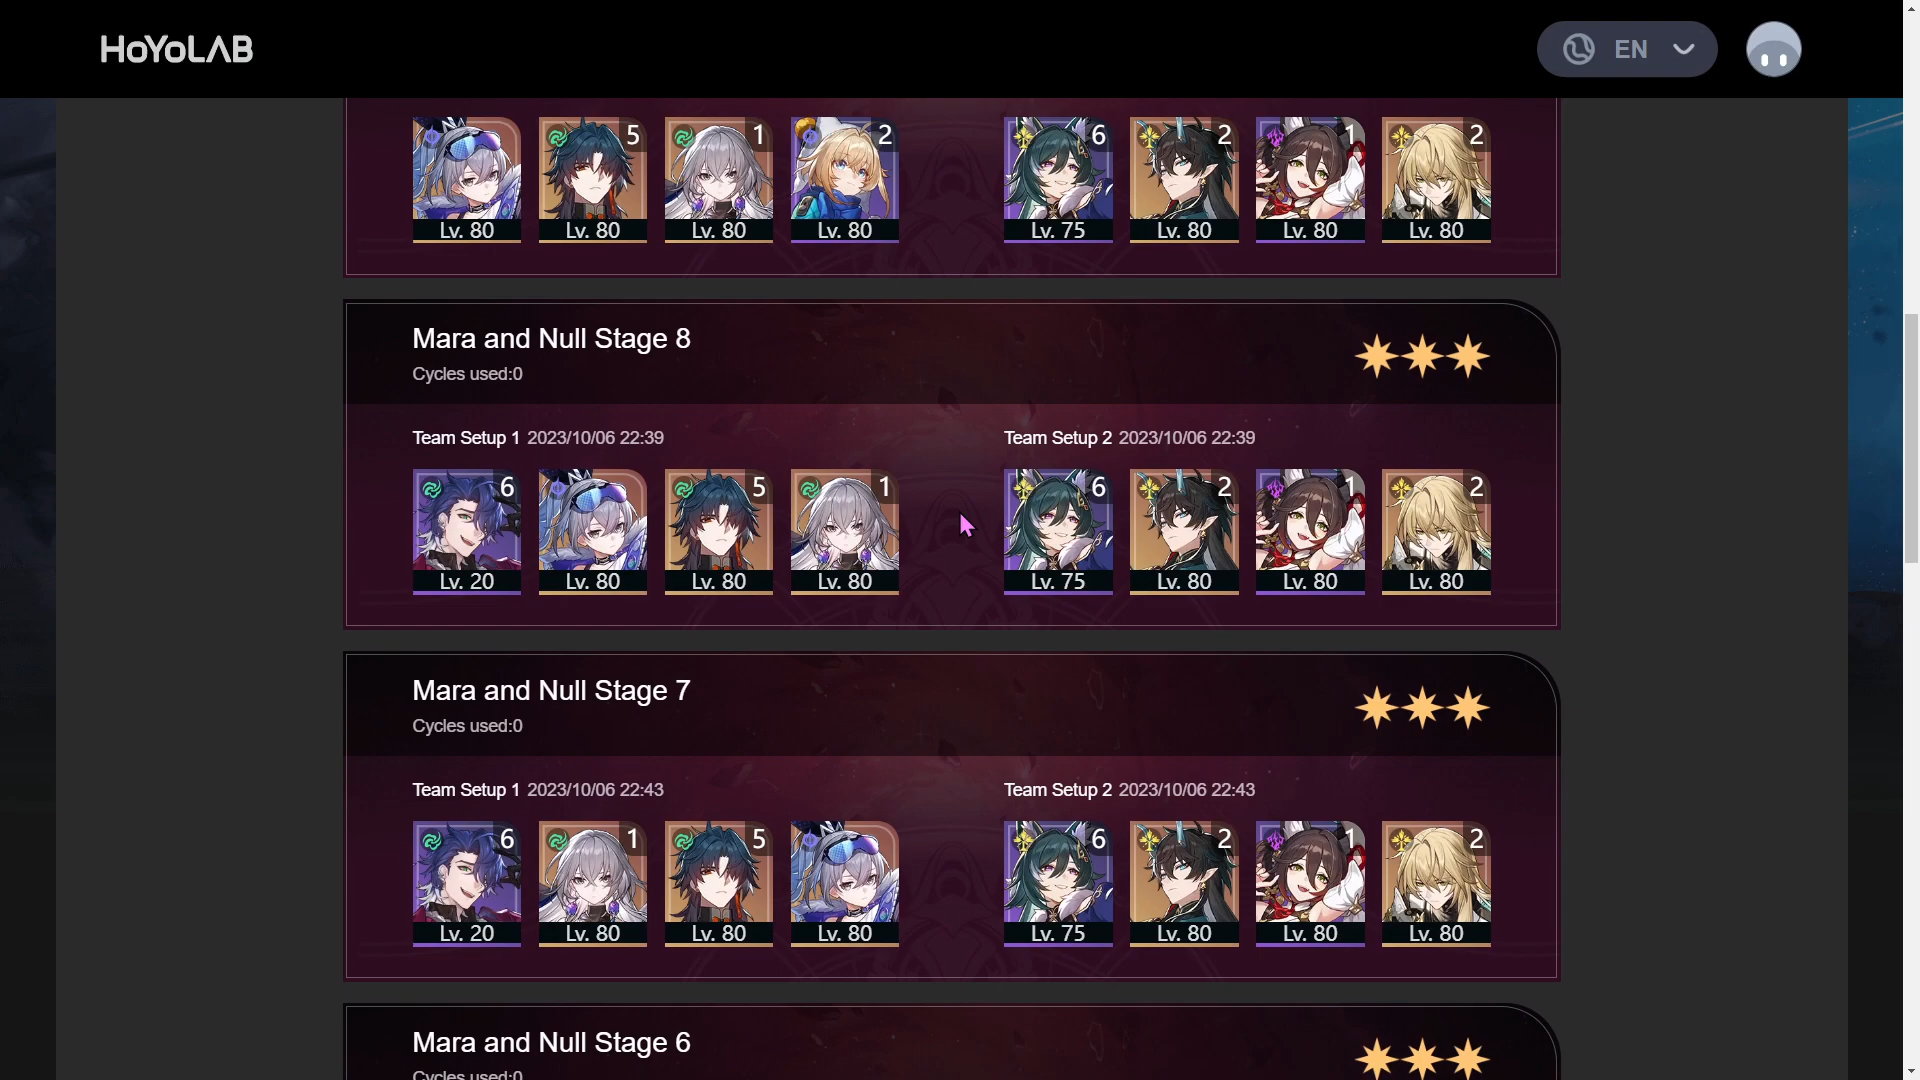 HoYoLAB
EN
5 1 2 6 2 1 2
Lv. 80 Lv. 80 Lv. 80 Lv. 80 Lv. 75 Lv. 80 Lv. 80 Lv. 80
Mara and Null Stage 8
Cycles used:0
Team Setup 1 2023/10/06 22:39 Team Setup 2 2023/10/06 22:39
6 5 1 6 2 1 2
Lv. 20 Lv. 80 Lv. 80 Lv. 80 Lv. 75 Lv. 80 Lv. 80 Lv. 80
Mara and Null Stage 7
Cycles used:0
Team Setup 1 2023/10/06 22:43 Team Setup 2 2023/10/06 22:43
6 1 5 6 2 1 2
Lv. 20 Lv. 80 Lv. 80 Lv. 80 Lv. 75 Lv. 80 Lv. 80 Lv. 80
Mara and Null Stage 6
Cycles used:0